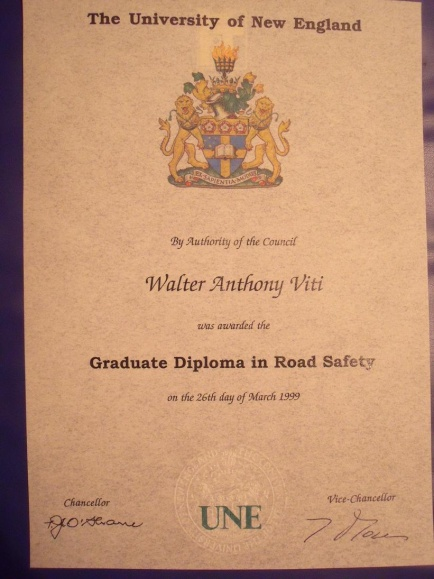 The University of New England
By Authority of the Council
Walter Anthony Viti
was awarded the
Graduate Diploma in Road Safety
on the 26th day of March 1999
Chancellor
Vice-Chancellor
UNE